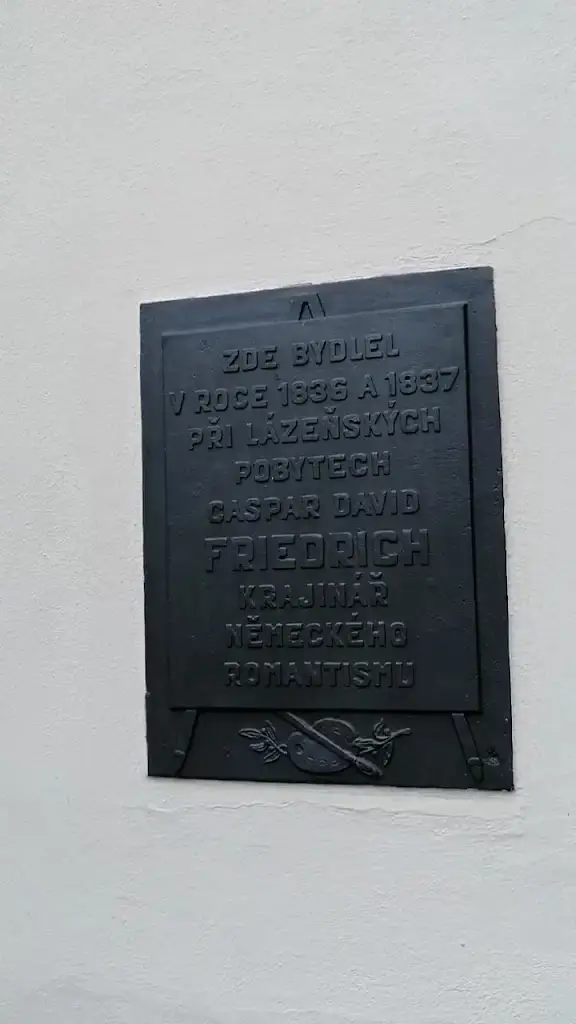 ZDE BYDLEL
V ROCE 1836 A 1837
PŘI LÁZEŇSKÝCH
POBYTECH
CASPAR DAVID
FRIEDRICH
KRAJINÁŘ
NĚMECKÉHO
ROMANTISMU